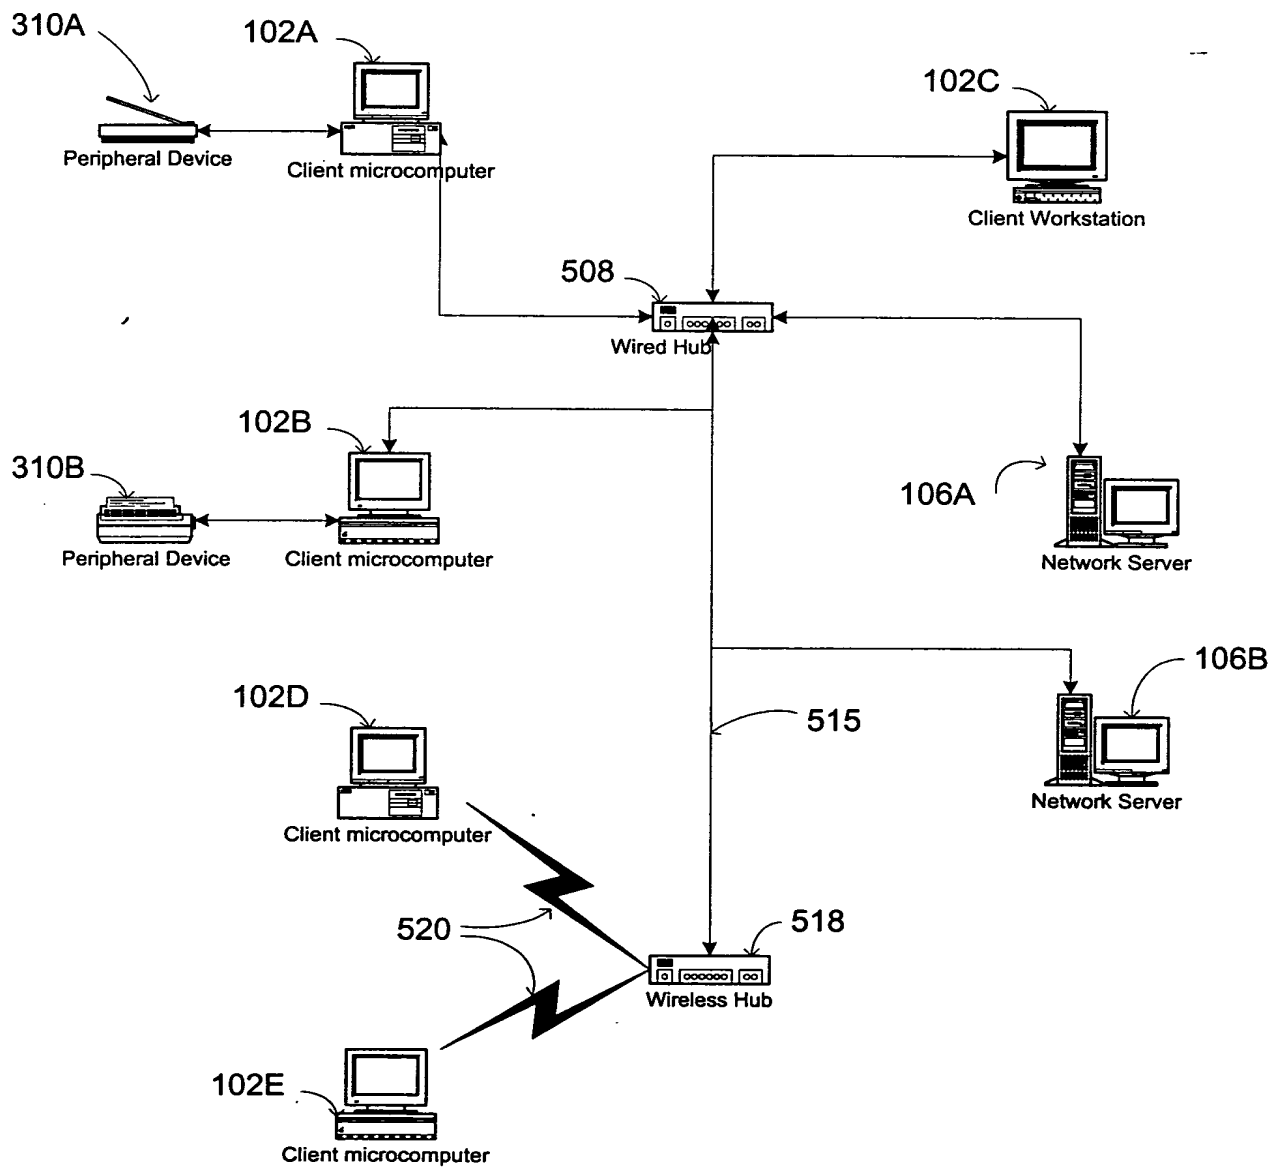 310A
102A
102C
Peripheral Device
Client microcomputer
Client Workstation
508
Wired Hub
102B
310B
106A
Peripheral Device
Client microcomputer
Network Server
106B
102D
515
Network Server
Client microcomputer
520
518
Wireless Hub
102E
Client microcomputer